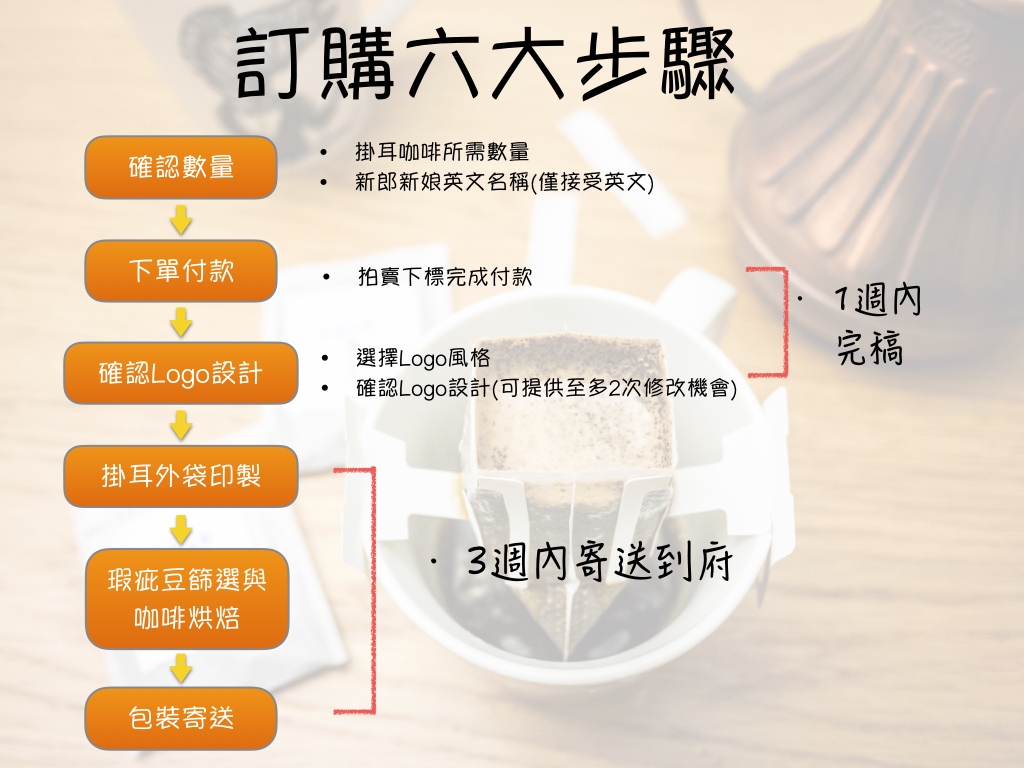 訂購六大步驟
確認數量
• 掛耳咖啡所需數量
• 新郎新娘英文名稱(僅接受英文)
下單付款
• 拍賣下標完成付款
• 1週內
完稿
確認Logo設計
• 選擇Logo風格
• 確認Logo設計(可提供至多2次修改機會)
掛耳外袋印製
• 3週內寄送到府
瑕疵豆篩選與
咖啡烘焙
包裝寄送